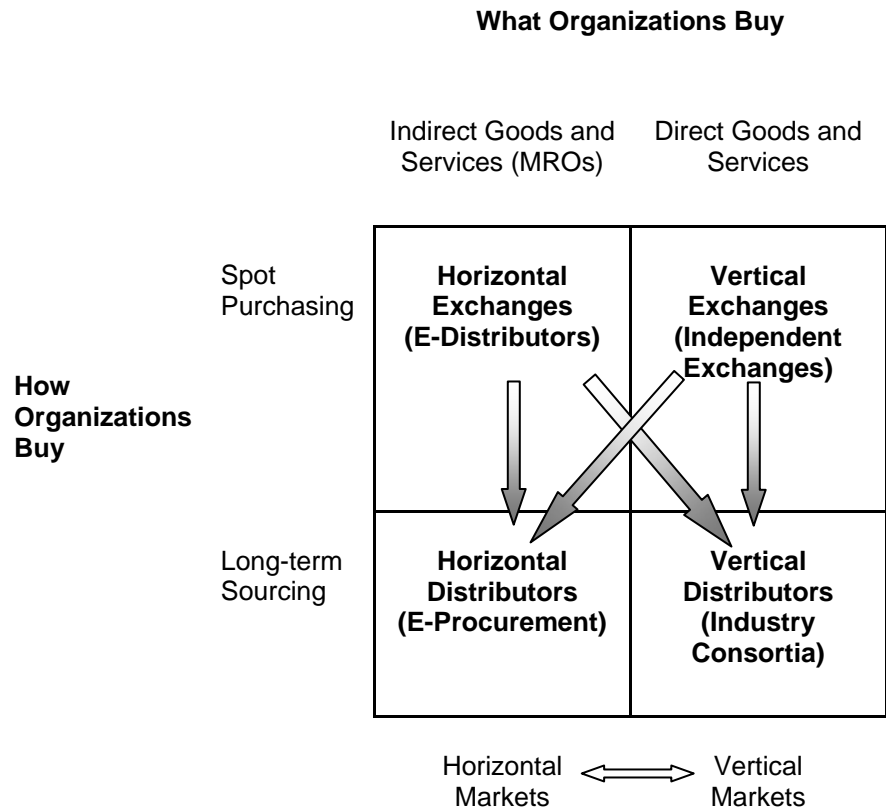 What Organizations Buy
Indirect Goods and
Services (MROs)
Direct Goods and
Services
How
Organizations
Buy
Spot
Purchasing
Horizontal
Exchanges
(E-Distributors)
Vertical
Exchanges
(Independent
Exchanges)
Long-term
Sourcing
Horizontal
Distributors
(E-Procurement)
Vertical
Distributors
(Industry
Consortia)
Horizontal
Markets
Vertical
Markets